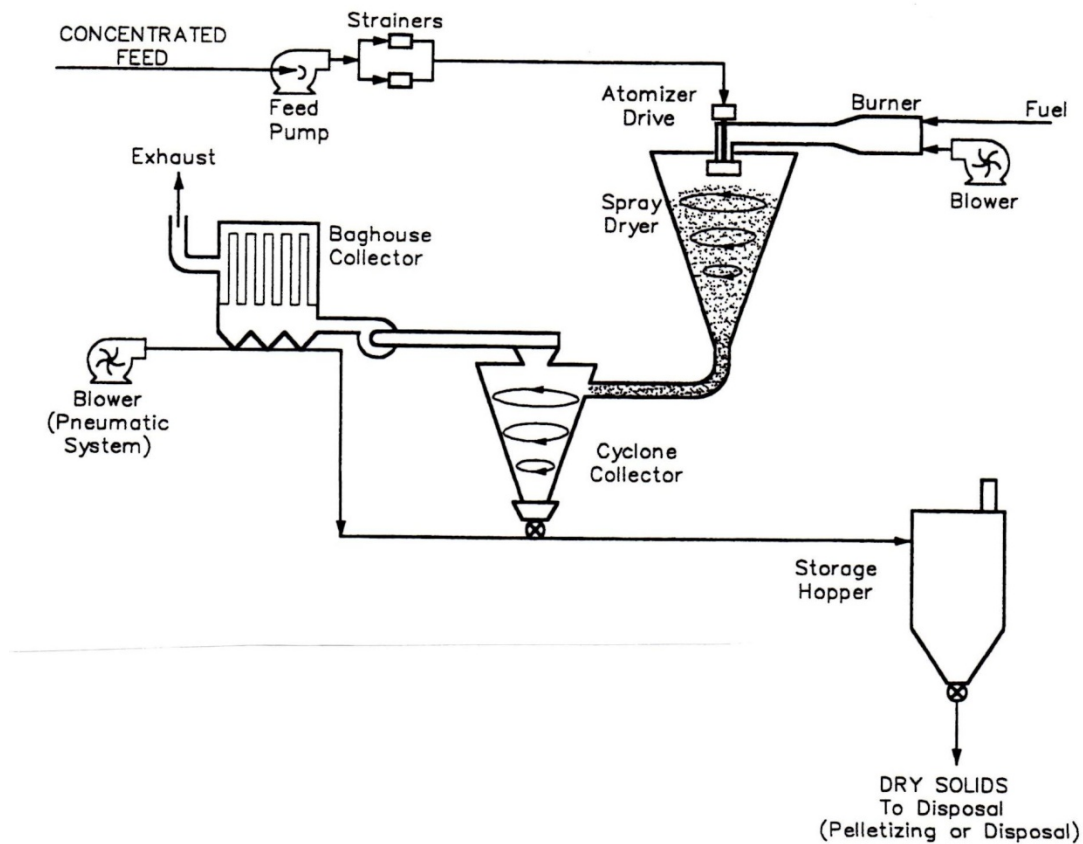 CONCENTRATED
FEED
Strainers
Feed
Pump
Atomizer
Drive
Burner
Fuel
Blower
Exhaust
Baghouse
Collector
Spray
Dryer
Blower
(Pneumatic
System)
Cyclone
Collector
Storage
Hopper
DRY SOLIDS
To Disposal
(Pelletizing or Disposal)